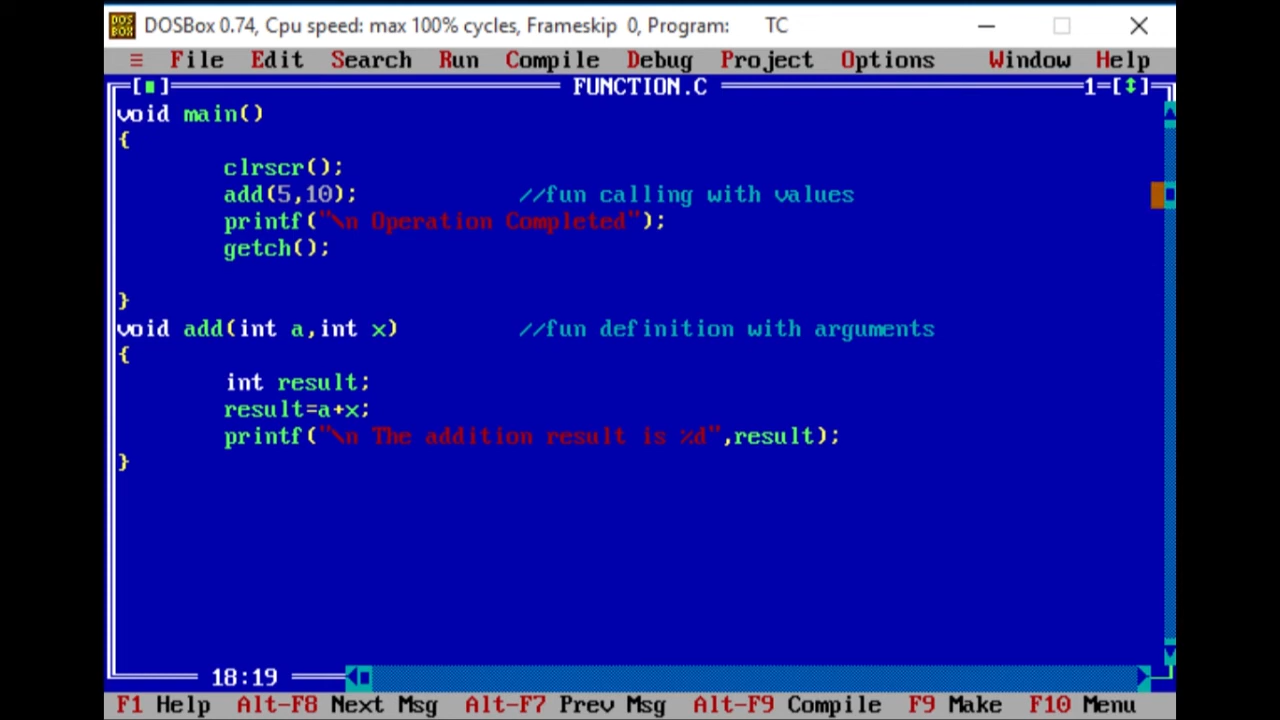 DOSBox 0.74, Cpu speed: max 100% cycles, Frameskip 0, Program: TC
≡ File Edit Search Run Compile Debug Project Options Window Help
[■] FUNCTION.C 1=[↕]
void main()
{
clrscr();
add(5,10); //fun calling with values
printf("\n Operation Completed");
getch();
}
void add(int a,int x) //fun definition with arguments
{
int result;
result=a+x;
printf("\n The addition result is %d",result);
}
18:19
F1 Help Alt-F8 Next Msg Alt-F7 Prev Msg Alt-F9 Compile F9 Make F10 Menu